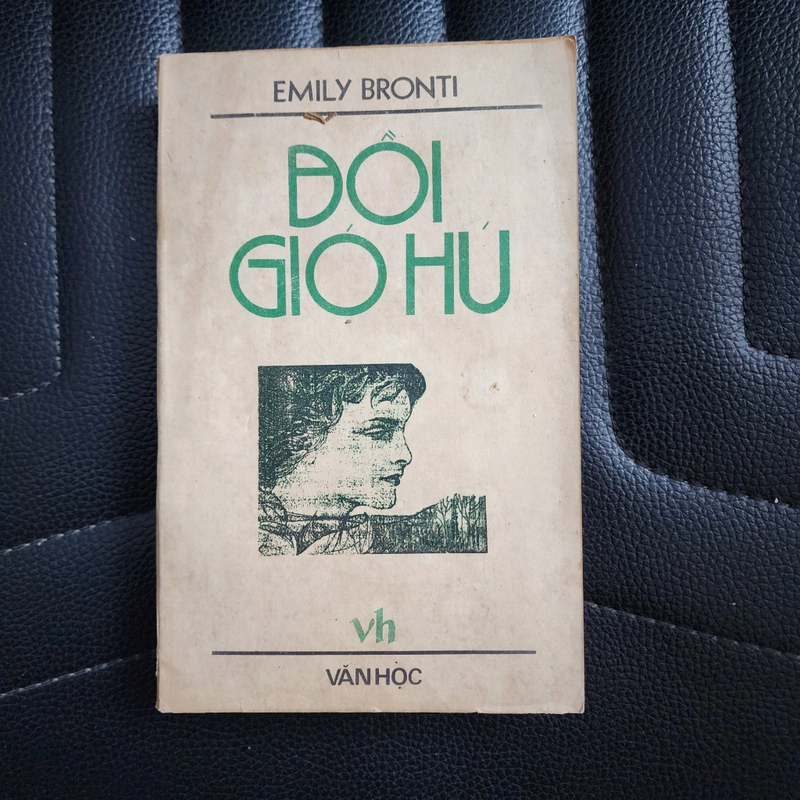 EMILY BRONTI
ĐỒI
GIÓ HÚ
vh
VĂN HỌC